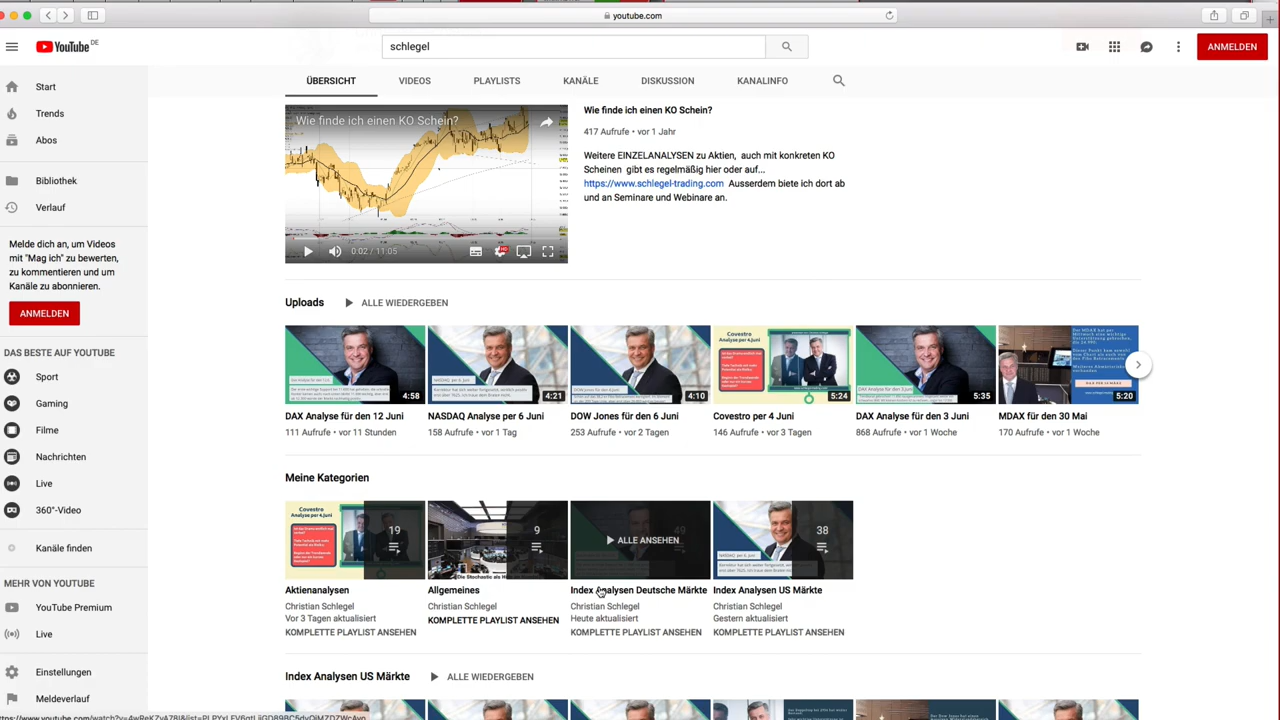 youtube.com
YouTube DE
schlegel
ANMELDEN
ÜBERSICHT VIDEOS PLAYLISTS KANÄLE DISKUSSION KANALINFO
Start
Trends
Abos
Bibliothek
Verlauf
Melde dich an, um Videos
mit "Mag ich" zu bewerten,
zu kommentieren und um
Kanäle zu abonnieren.
ANMELDEN
DAS BESTE AUF YOUTUBE
Sport
Gaming
Filme
Nachrichten
Live
360°-Video
Kanäle finden
MEHR VON YOUTUBE
YouTube Premium
Live
Einstellungen
Meldeverlauf
Wie finde ich einen KO Schein?
0:02 / 11:05
HD
Wie finde ich einen KO Schein?
417 Aufrufe • vor 1 Jahr
Weitere EINZELANALYSEN zu Aktien, auch mit konkreten KO
Scheinen gibt es regelmäßig hier oder auf...
https://www.schlegel-trading.com Ausserdem biete ich dort ab
und an Seminare und Webinare an.
Uploads ALLE WIEDERGEBEN
4:58
DAX Analyse für den 12 Juni
111 Aufrufe • vor 11 Stunden
4:21
NASDAQ Analyse per 6 Juni
158 Aufrufe • vor 1 Tag
4:10
DOW Jones für den 6 Juni
253 Aufrufe • vor 2 Tagen
Covestro
Analyse per 4.Juni
5:24
Covestro per 4 Juni
146 Aufrufe • vor 3 Tagen
5:35
DAX Analyse für den 3 Juni
868 Aufrufe • vor 1 Woche
5:20
MDAX für den 30 Mai
170 Aufrufe • vor 1 Woche
Meine Kategorien
Covestro
Analyse per 4.Juni
19
Aktienanalysen
Christian Schlegel
Vor 3 Tagen aktualisiert
KOMPLETTE PLAYLIST ANSEHEN
9
Allgemeines
Christian Schlegel
KOMPLETTE PLAYLIST ANSEHEN
49
ALLE ANSEHEN
Index Analysen Deutsche Märkte
Christian Schlegel
Heute aktualisiert
KOMPLETTE PLAYLIST ANSEHEN
38
Index Analysen US Märkte
Christian Schlegel
Gestern aktualisiert
KOMPLETTE PLAYLIST ANSEHEN
Index Analysen US Märkte ALLE WIEDERGEBEN